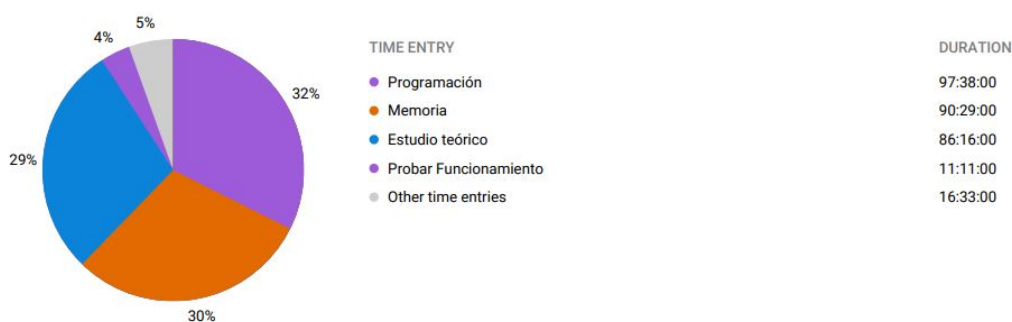 5%
4%
32%
29%
30%
TIME ENTRY DURATION
Programación 97:38:00
Memoria 90:29:00
Estudio teórico 86:16:00
Probar Funcionamiento 11:11:00
Other time entries 16:33:00